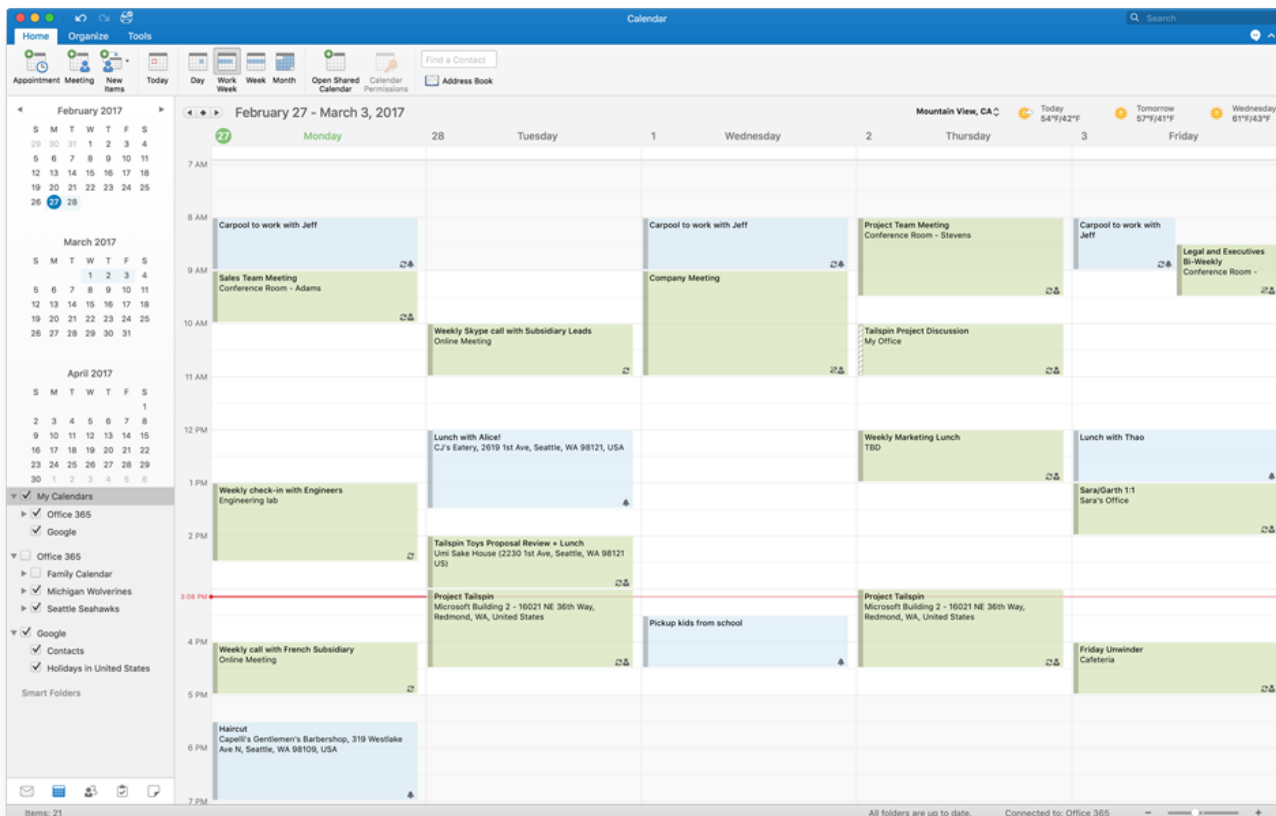 Calendar
Search
Home Organize Tools
Appointment Meeting New Items Today Day Work Week Week Month Open Shared Calendar Calendar Permissions
Find a Contact
Address Book
February 2017
S M T W T F S
29 30 31 1 2 3 4
5 6 7 8 9 10 11
12 13 14 15 16 17 18
19 20 21 22 23 24 25
26 27 28
March 2017
S M T W T F S
1 2 3 4
5 6 7 8 9 10 11
12 13 14 15 16 17 18
19 20 21 22 23 24 25
26 27 28 29 30 31
April 2017
S M T W T F S
1
2 3 4 5 6 7 8
9 10 11 12 13 14 15
16 17 18 19 20 21 22
23 24 25 26 27 28 29
30 1 2 3 4 5 6
My Calendars
Office 365
Google
Office 365
Family Calendar
Michigan Wolverines
Seattle Seahawks
Google
Contacts
Holidays in United States
Smart Folders
February 27 - March 3, 2017
Mountain View, CA
Today
54°F/42°F
Tomorrow
57°F/41°F
Wednesday
61°F/43°F
27 Monday
28 Tuesday
1 Wednesday
2 Thursday
3 Friday
7 AM
8 AM
9 AM
10 AM
11 AM
12 PM
1 PM
2 PM
3:08 PM
4 PM
5 PM
6 PM
7 PM
Carpool to work with Jeff
Sales Team Meeting
Conference Room - Adams
Weekly check-in with Engineers
Engineering lab
Weekly call with French Subsidiary
Online Meeting
Haircut
Capelli's Gentlemen's Barbershop, 319 Westlake
Ave N, Seattle, WA 98109, USA
Weekly Skype call with Subsidiary Leads
Online Meeting
Lunch with Alice!
CJ's Eatery, 2619 1st Ave, Seattle, WA 98121, USA
Tailspin Toys Proposal Review + Lunch
Umi Sake House (2230 1st Ave, Seattle, WA 98121
US)
Project Tailspin
Microsoft Building 2 - 16021 NE 36th Way,
Redmond, WA, United States
Carpool to work with Jeff
Company Meeting
Pickup kids from school
Project Team Meeting
Conference Room - Stevens
Tailspin Project Discussion
My Office
Weekly Marketing Lunch
TBD
Project Tailspin
Microsoft Building 2 - 16021 NE 36th Way,
Redmond, WA, United States
Carpool to work with
Jeff
Legal and Executives
Bi-Weekly
Conference Room -
Lunch with Thao
Sara/Garth 1:1
Sara's Office
Friday Unwinder
Cafeteria
Items: 21
All folders are up to date.
Connected to: Office 365